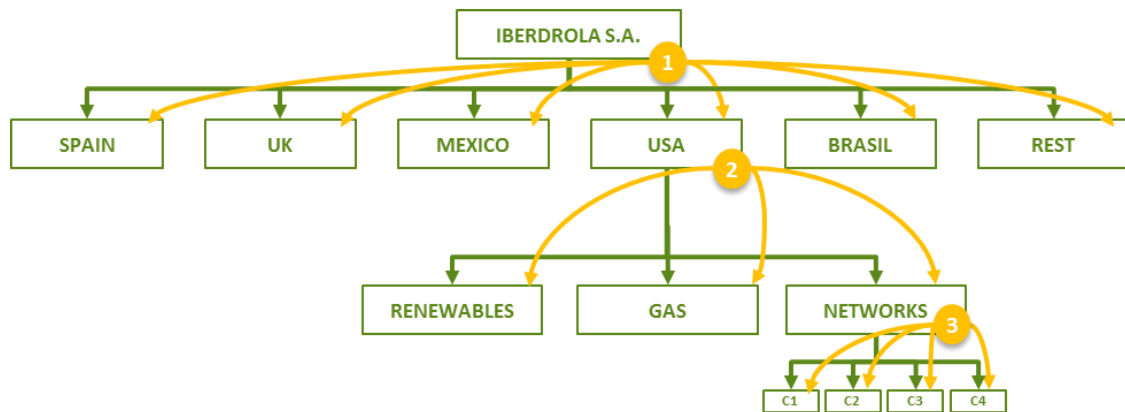 IBERDROLA S.A.
1
SPAIN
UK
MEXICO
USA
BRASIL
REST
2
RENEWABLES
GAS
NETWORKS
3
C1
C2
C3
C4